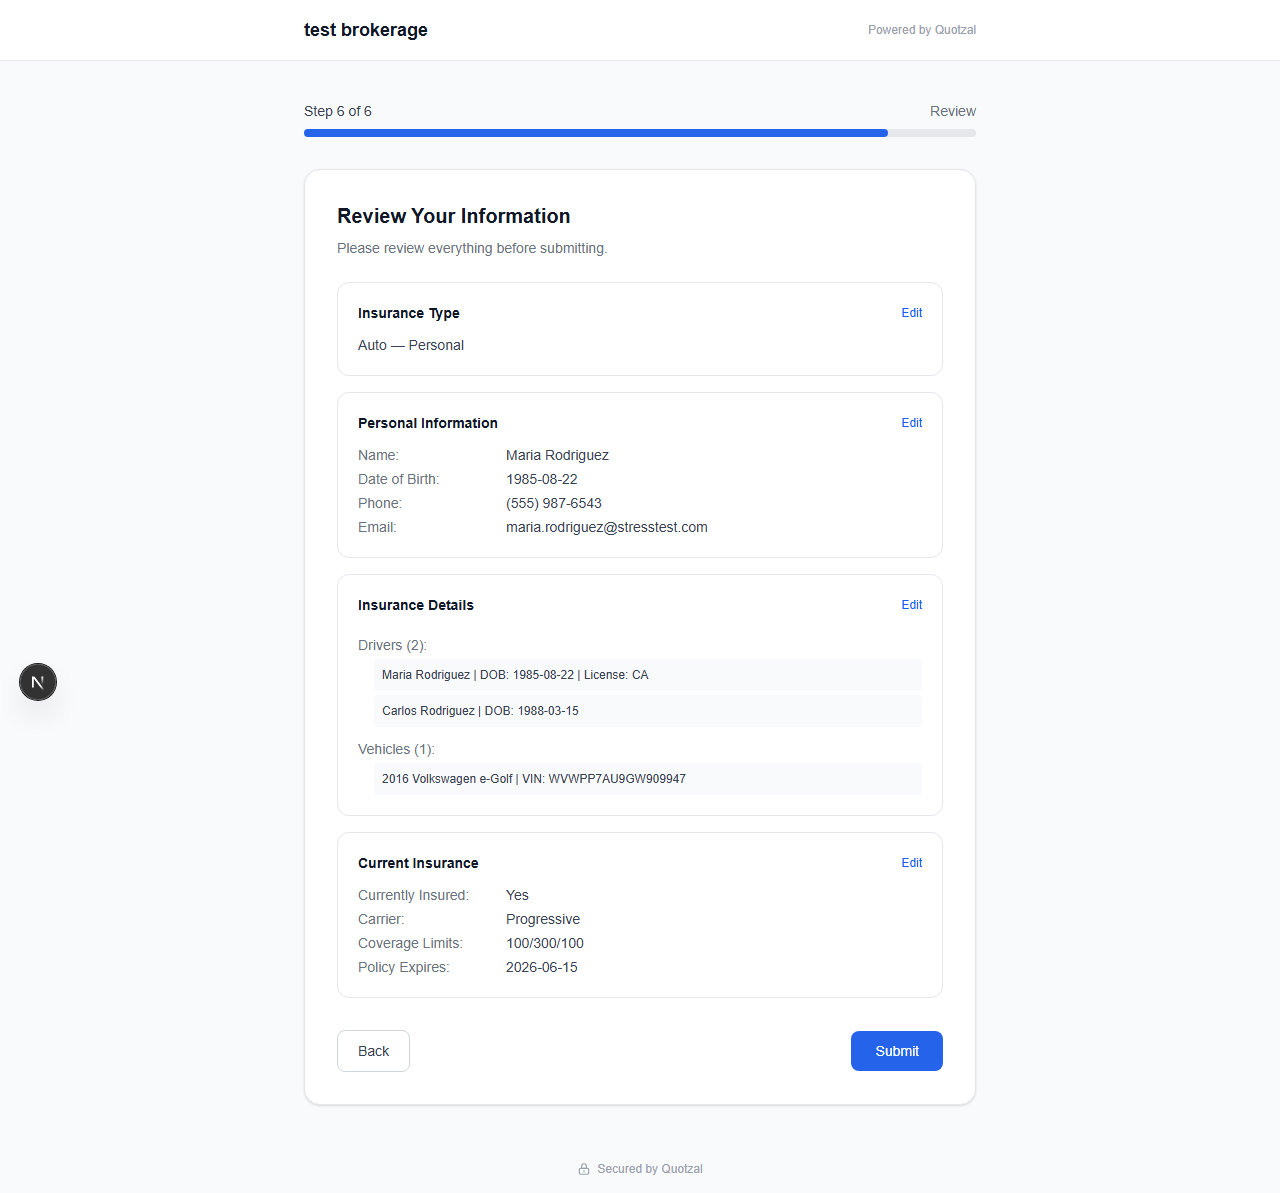 test brokerage
Powered by Quotzal
Step 6 of 6
Review
Review Your Information
Please review everything before submitting.
Insurance Type
Edit
Auto — Personal
Personal Information
Edit
Name: Maria Rodriguez
Date of Birth: 1985-08-22
Phone: (555) 987-6543
Email: maria.rodriguez@stresstest.com
Insurance Details
Edit
Drivers (2):
Maria Rodriguez | DOB: 1985-08-22 | License: CA
Carlos Rodriguez | DOB: 1988-03-15
Vehicles (1):
2016 Volkswagen e-Golf | VIN: WVWPP7AU9GW909947
Current Insurance
Edit
Currently Insured: Yes
Carrier: Progressive
Coverage Limits: 100/300/100
Policy Expires: 2026-06-15
Back
Submit
N
Secured by Quotzal